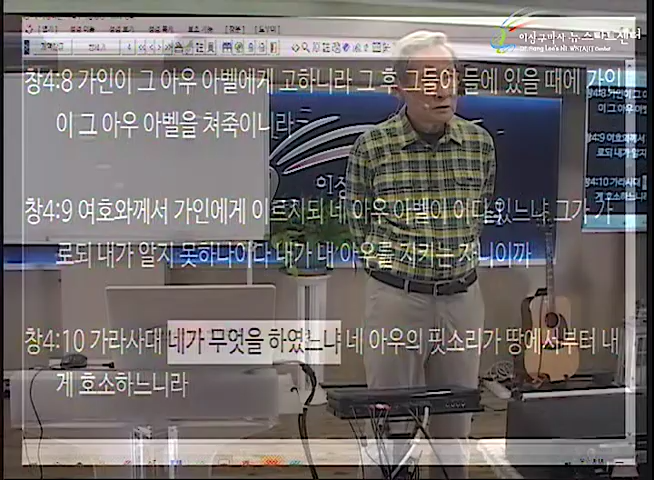 이상구박사 뉴스타트센터
창4:8 가인이 그 아우 아벨에게 고하니라 그 후 그들이 들에 있을 때에 가인
이 그 아우 아벨을 쳐죽이니라
창4:9 여호와께서 가인에게 이르시되 네 아우 아벨이 어디 있느냐 그가 가
로되 내가 알지 못하나이다 내가 내 아우를 지키는 자니이까
창4:10 가라사대 네가 무엇을 하였느냐 네 아우의 핏소리가 땅에서부터 내
게 호소하느니라